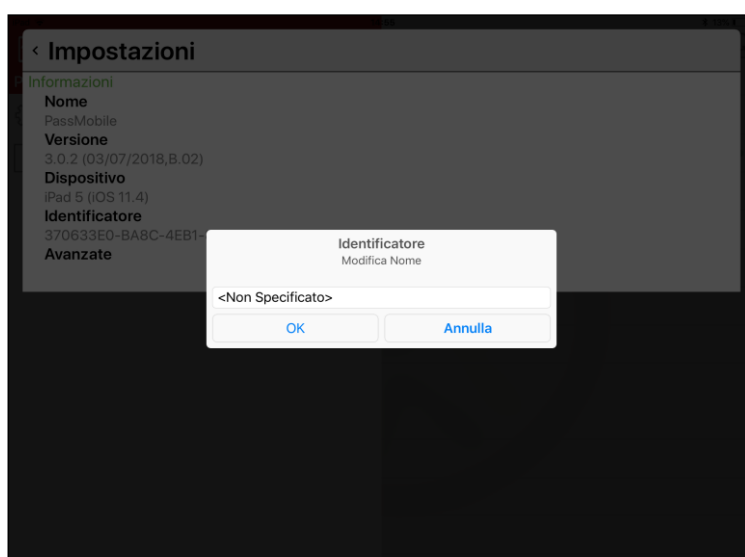 Impostazioni
Informazioni
Nome
PassMobile
Versione
3.0.2 (03/07/2018,B.02)
Dispositivo
iPad 5 (iOS 11.4)
Identificatore
370633E0-BA8C-4EB1-
Avanzate
Identificatore
Modifica Nome
<Non Specificato>
OK
Annulla